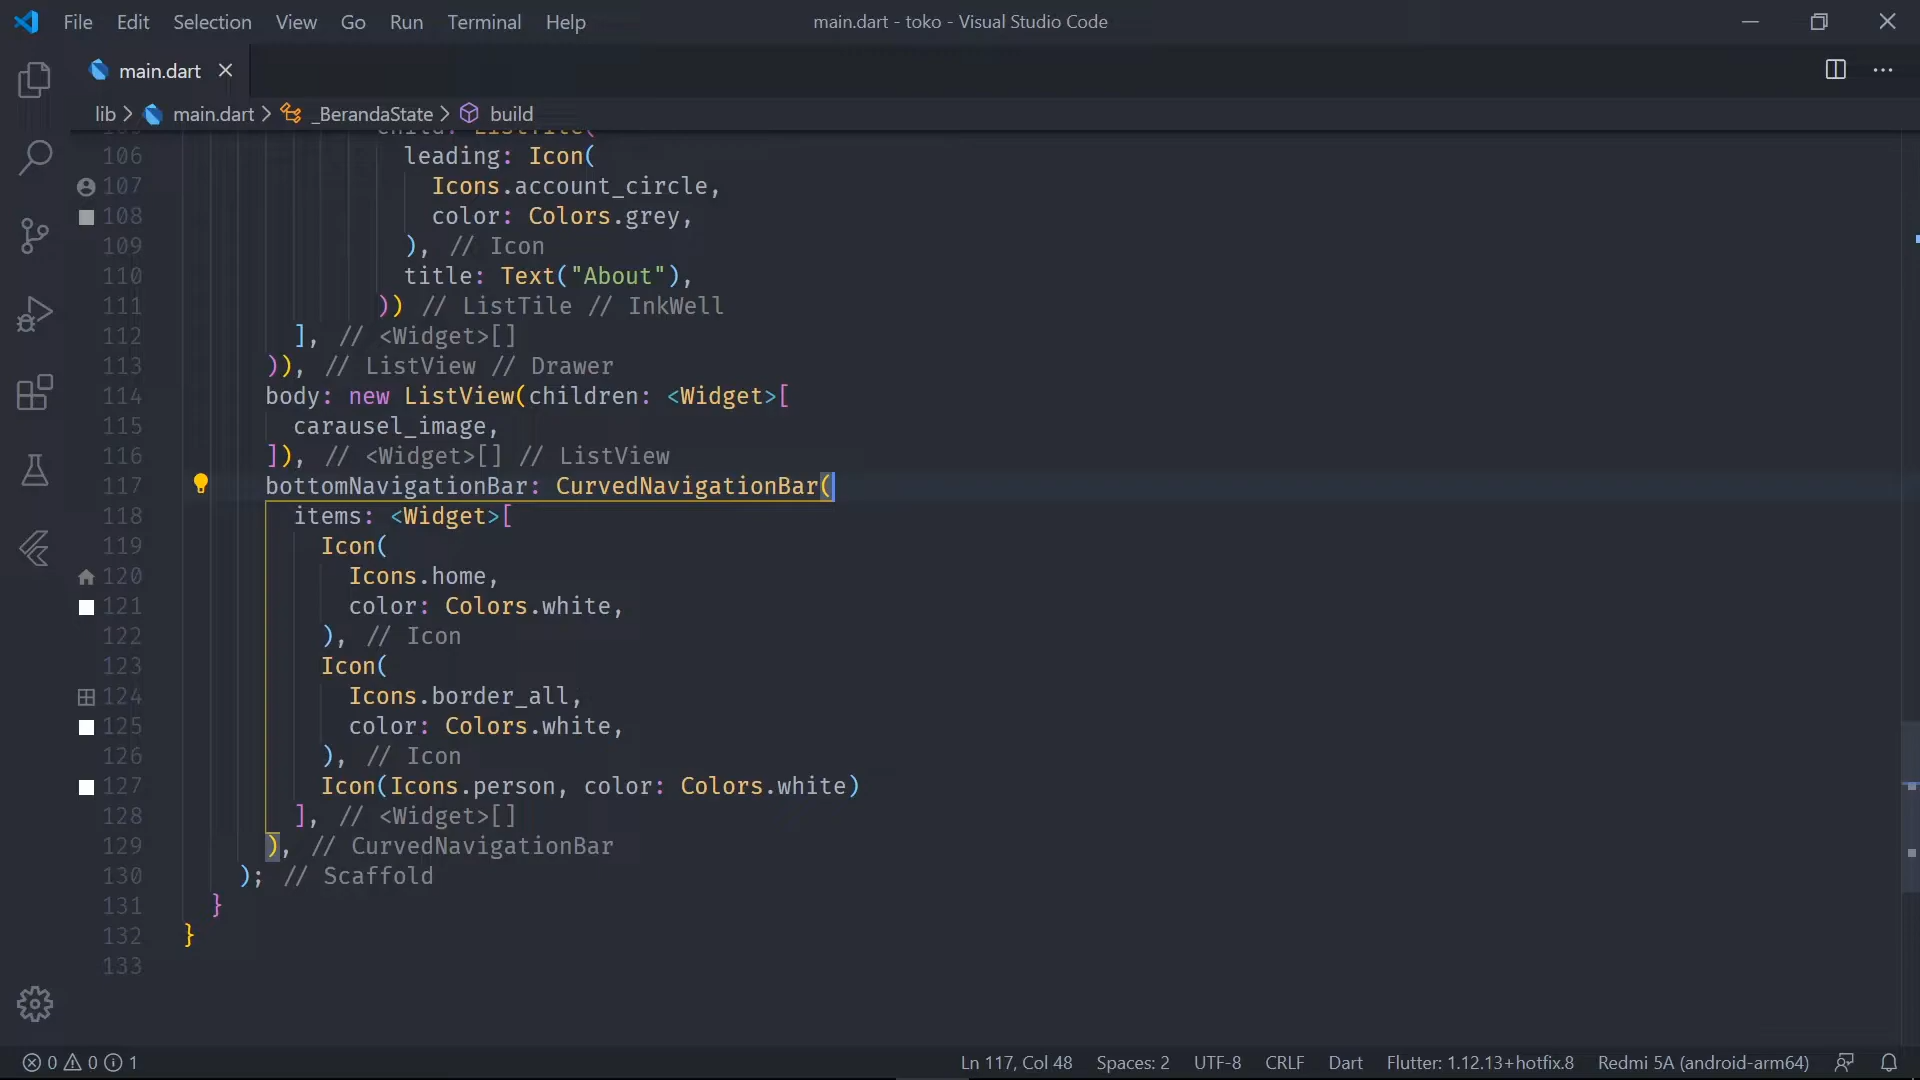 File Edit Selection View Go Run Terminal Help
main.dart - toko - Visual Studio Code
main.dart
lib > main.dart > _BerandaState > build
child: ListTile(
106 leading: Icon(
107 Icons.account_circle,
108 color: Colors.grey,
109 ), // Icon
110 title: Text("About"),
111 )) // ListTile // InkWell
112 ], // <Widget>[]
113 )), // ListView // Drawer
114 body: new ListView(children: <Widget>[
115 carausel_image,
116 ]), // <Widget>[] // ListView
117 bottomNavigationBar: CurvedNavigationBar(
118 items: <Widget>[
119 Icon(
120 Icons.home,
121 color: Colors.white,
122 ), // Icon
123 Icon(
124 Icons.border_all,
125 color: Colors.white,
126 ), // Icon
127 Icon(Icons.person, color: Colors.white)
128 ], // <Widget>[]
129 ), // CurvedNavigationBar
130 ); // Scaffold
131 }
132 }
133
0 0 1
Ln 117, Col 48 Spaces: 2 UTF-8 CRLF Dart Flutter: 1.12.13+hotfix.8 Redmi 5A (android-arm64)